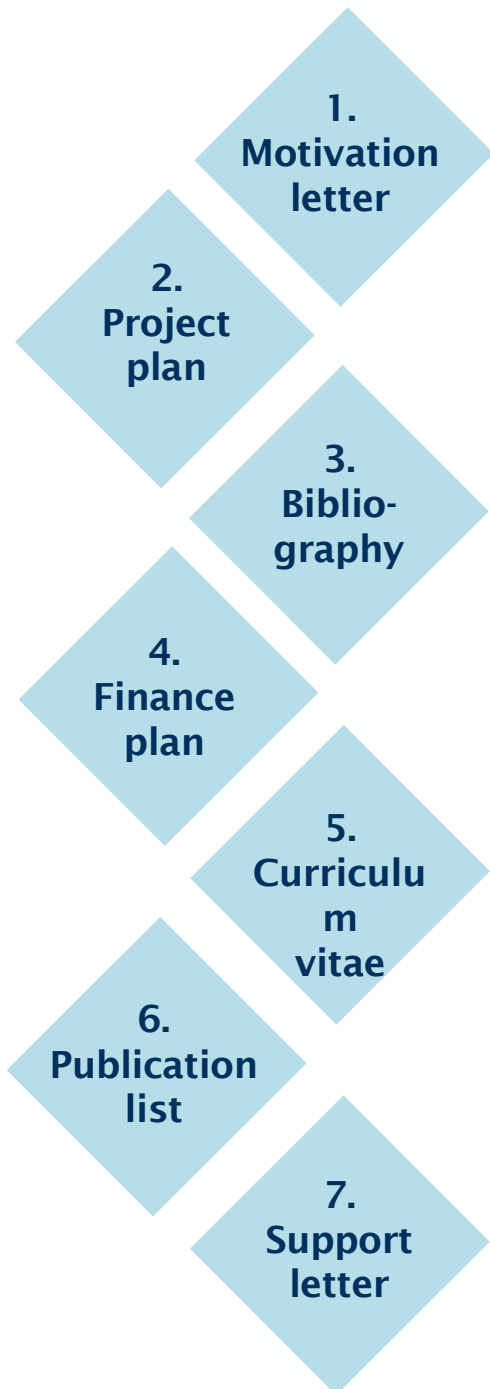 1.
Motivation
letter
2.
Project
plan
3.
Biblio-
graphy
4.
Finance
plan
5.
Curriculu
m
vitae
6.
Publication
list
7.
Support
letter